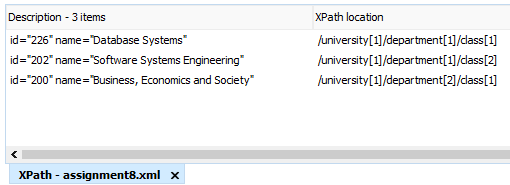 Description - 3 items XPath location
id="226" name="Database Systems" /university[1]/department[1]/class[1]
id="202" name="Software Systems Engineering" /university[1]/department[1]/class[2]
id="200" name="Business, Economics and Society" /university[1]/department[2]/class[1]
XPath - assignment8.xml